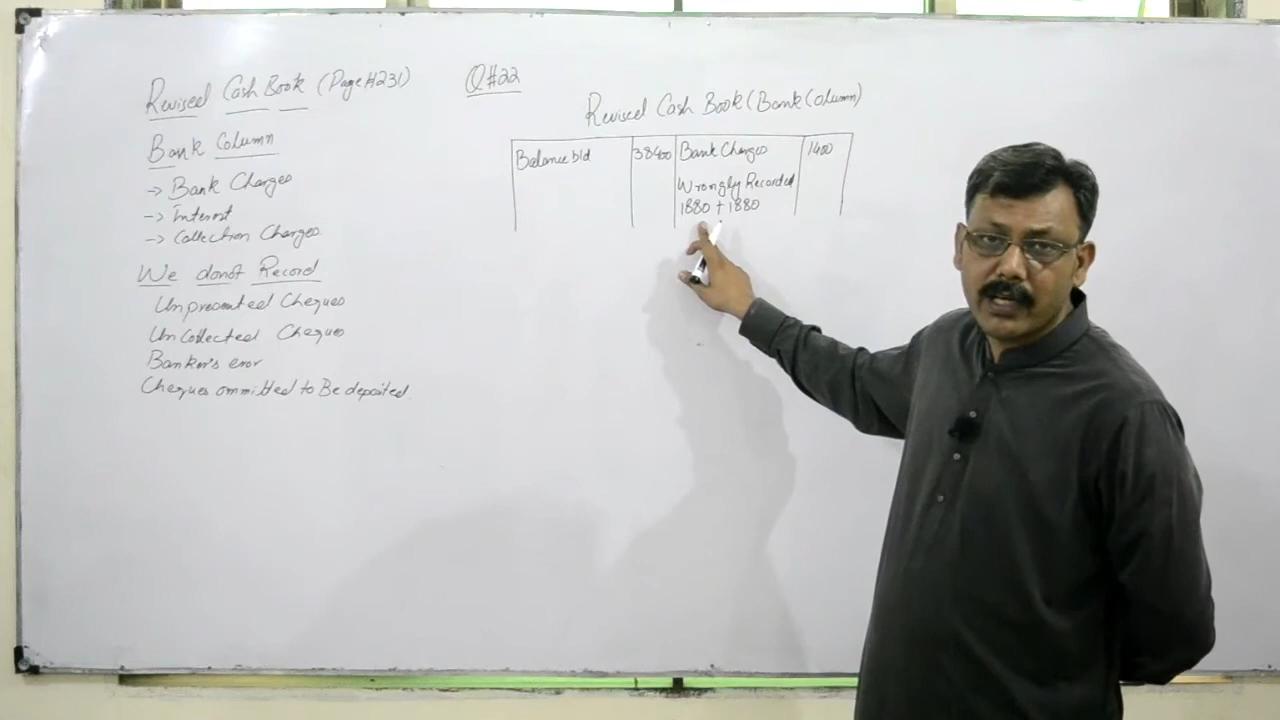 Revised Cash Book (Page#231)
Bank Column
-> Bank Charges
-> Interest
-> Collection Charges
We donot Record
Unpresented Cheques
Uncollected Cheques
Banker's error
Cheques ommitted to Be deposited.
Q#22
Revised Cash Book (Bank Column)
Balance b/d 38400 Bank Charges 1400
Wrongly Recorded
1880 + 1880